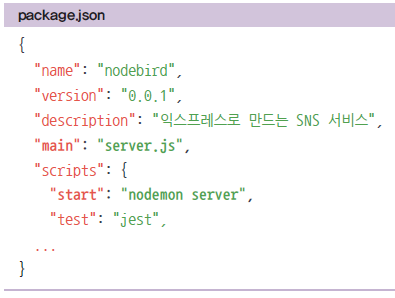 package.json
{
"name": "nodebird",
"version": "0.0.1",
"description": "익스프레스로 만드는 SNS 서비스",
"main": "server.js",
"scripts": {
"start": "nodemon server",
"test": "jest",
...
}